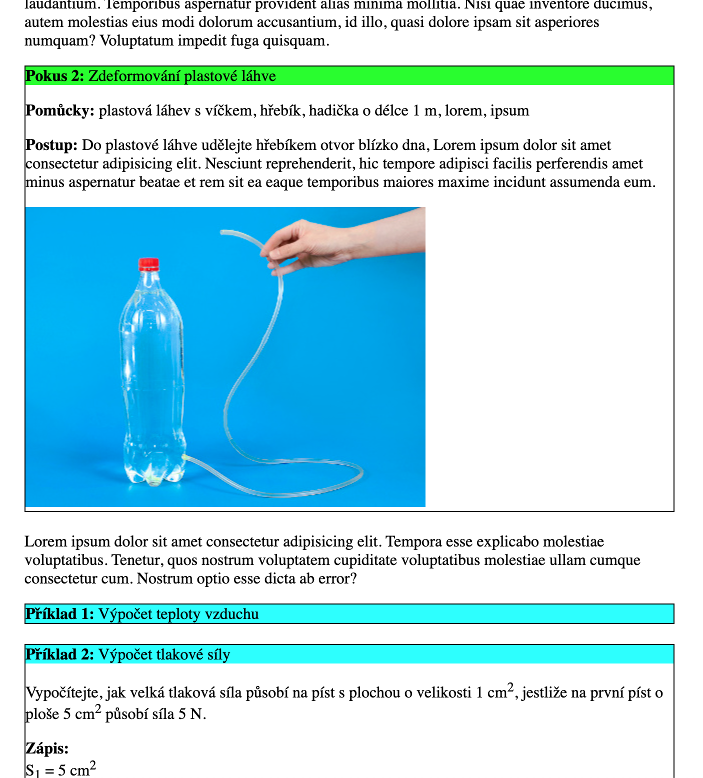 laudantium. Temporibus aspernatur provident alias minima mollitia. Nisi quae inventore ducimus,
autem molestias eius modi dolorum accusantium, id illo, quasi dolore ipsam sit asperiores
numquam? Voluptatum impedit fuga quisquam.
Pokus 2: Zdeformování plastové láhve
Pomůcky: plastová láhev s víčkem, hřebík, hadička o délce 1 m, lorem, ipsum
Postup: Do plastové láhve udělejte hřebíkem otvor blízko dna, Lorem ipsum dolor sit amet
consectetur adipisicing elit. Nesciunt reprehenderit, hic tempore adipisci facilis perferendis amet
minus aspernatur beatae et rem sit ea eaque temporibus maiores maxime incidunt assumenda eum.
Lorem ipsum dolor sit amet consectetur adipisicing elit. Tempora esse explicabo molestiae
voluptatibus. Tenetur, quos nostrum voluptatem cupiditate voluptatibus molestiae ullam cumque
consectetur cum. Nostrum optio esse dicta ab error?
Příklad 1: Výpočet teploty vzduchu
Příklad 2: Výpočet tlakové síly
Vypočítejte, jak velká tlaková síla působí na píst s plochou o velikosti 1 cm², jestliže na první píst o
ploše 5 cm² působí síla 5 N.
Zápis:
S₁ = 5 cm²